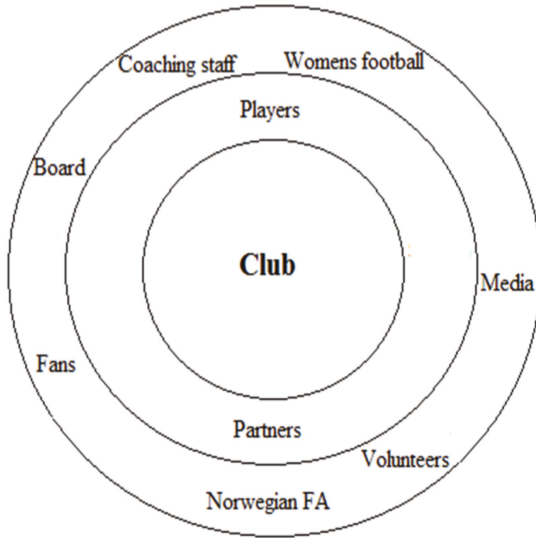 Coaching staff
Womens football
Players
Board
Club
Media
Fans
Partners
Volunteers
Norwegian FA